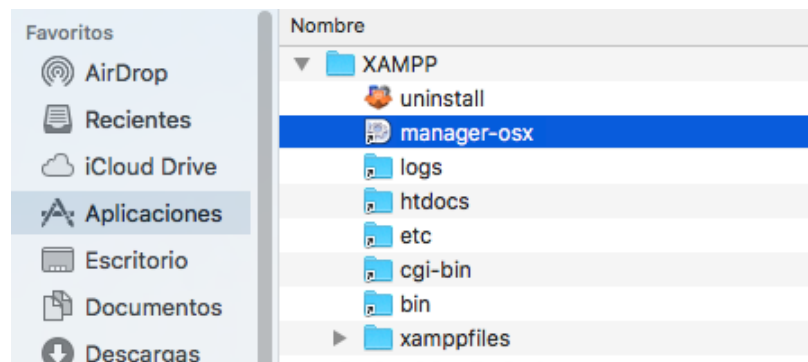 Favoritos
AirDrop
Recientes
iCloud Drive
Aplicaciones
Escritorio
Documentos
Descargas
Nombre
XAMPP
uninstall
manager-osx
logs
htdocs
etc
cgi-bin
bin
xamppfiles